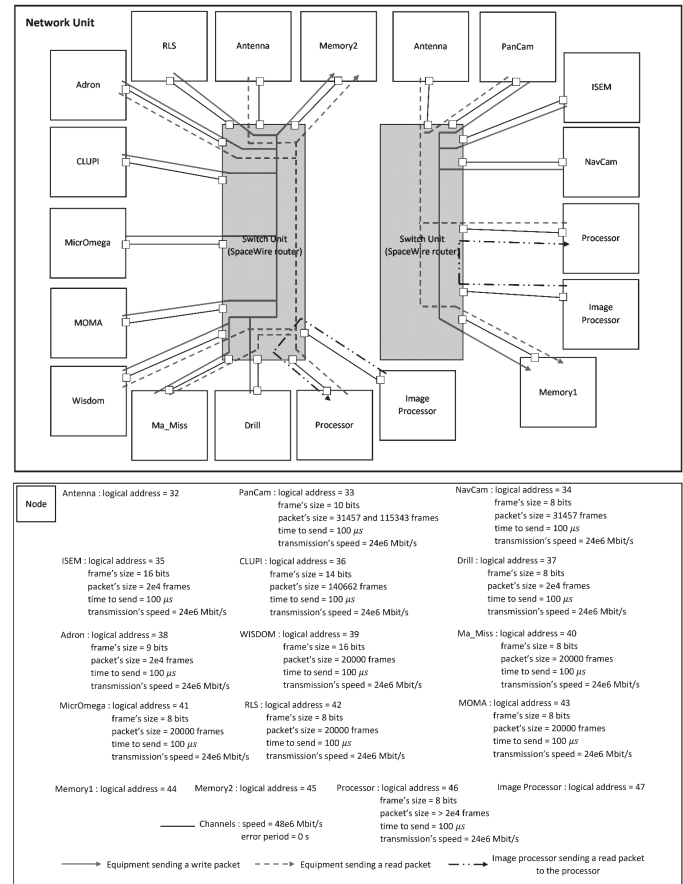 Network Unit
RLS
Antenna
Memory2
Antenna
PanCam
Adron
ISEM
CLUPI
NavCam
MicrOmega
Switch Unit
(SpaceWire router)
Switch Unit
(SpaceWire router)
Processor
MOMA
Image
Processor
Wisdom
Ma_Miss
Drill
Processor
Image
Processor
Memory1
Node
Antenna : logical address = 32
PanCam : logical address = 33
frame's size = 10 bits
packet's size = 31457 and 115343 frames
time to send = 100 μs
transmission's speed = 24e6 Mbit/s
NavCam : logical address = 34
frame's size = 8 bits
packet's size = 31457 frames
time to send = 100 μs
transmission's speed = 24e6 Mbit/s
ISEM : logical address = 35
frame's size = 16 bits
packet's size = 2e4 frames
time to send = 100 μs
transmission's speed = 24e6 Mbit/s
CLUPI : logical address = 36
frame's size = 14 bits
packet's size = 140662 frames
time to send = 100 μs
transmission's speed = 24e6 Mbit/s
Drill : logical address = 37
frame's size = 8 bits
packet's size = 2e4 frames
time to send = 100 μs
transmission's speed = 24e6 Mbit/s
Adron : logical address = 38
frame's size = 9 bits
packet's size = 2e4 frames
time to send = 100 μs
transmission's speed = 24e6 Mbit/s
WISDOM : logical address = 39
frame's size = 16 bits
packet's size = 20000 frames
time to send = 100 μs
transmission's speed = 24e6 Mbit/s
Ma_Miss : logical address = 40
frame's size = 8 bits
packet's size = 20000 frames
time to send = 100 μs
transmission's speed = 24e6 Mbit/s
MicrOmega : logical address = 41
frame's size = 8 bits
packet's size = 20000 frames
time to send = 100 μs
transmission's speed = 24e6 Mbit/s
RLS : logical address = 42
frame's size = 8 bits
packet's size = 20000 frames
time to send = 100 μs
transmission's speed = 24e6 Mbit/s
MOMA : logical address = 43
frame's size = 8 bits
packet's size = 20000 frames
time to send = 100 μs
transmission's speed = 24e6 Mbit/s
Memory1 : logical address = 44
Memory2 : logical address = 45
Processor : logical address = 46
frame's size = 8 bits
packet's size = > 2e4 frames
time to send = 100 μs
transmission's speed = 24e6 Mbit/s
Image Processor : logical address = 47
Channels : speed = 48e6 Mbit/s
error period = 0 s
Equipment sending a write packet
Equipment sending a read packet
Image processor sending a read packet
to the processor